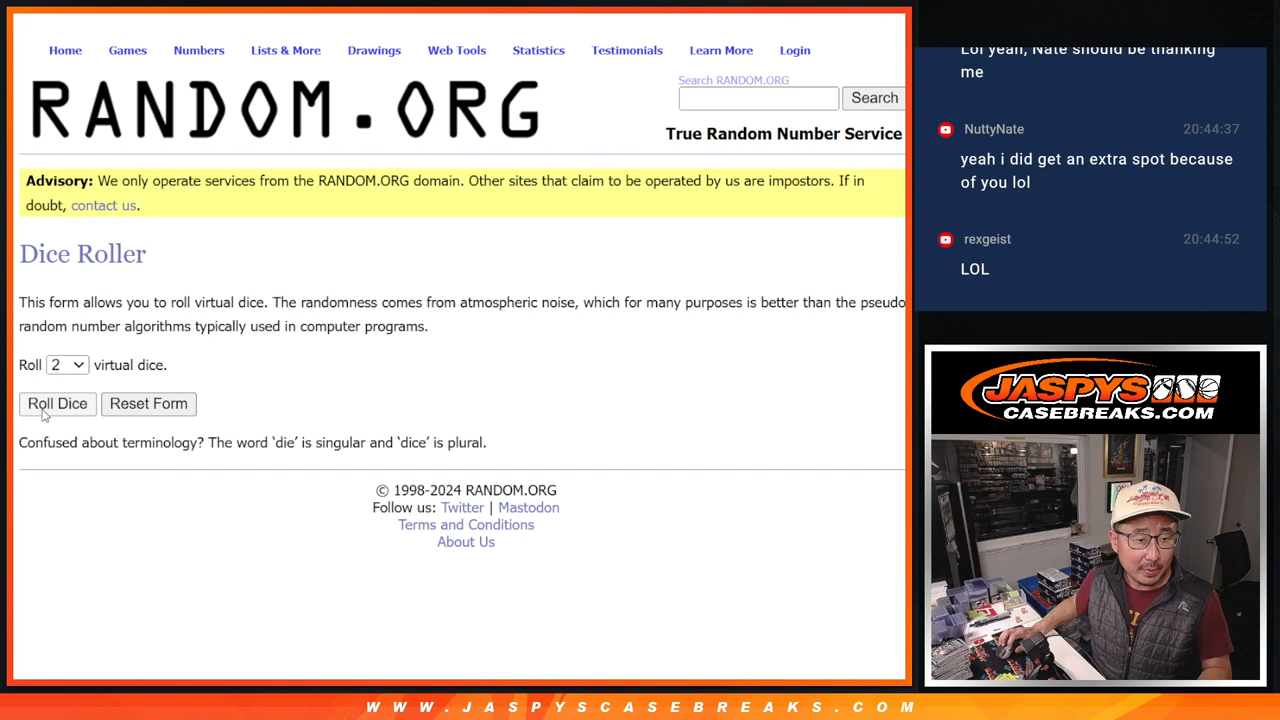 Home Games Numbers Lists & More Drawings Web Tools Statistics Testimonials Learn More Login
RANDOM.ORG
Search RANDOM.ORG
Search
True Random Number Service
Advisory: We only operate services from the RANDOM.ORG domain. Other sites that claim to be operated by us are impostors. If in
doubt, contact us.
Dice Roller
This form allows you to roll virtual dice. The randomness comes from atmospheric noise, which for many purposes is better than the pseudo
random number algorithms typically used in computer programs.
Roll 2 virtual dice.
Roll Dice Reset Form
Confused about terminology? The word ‘die’ is singular and ‘dice’ is plural.
© 1998-2024 RANDOM.ORG
Follow us: Twitter | Mastodon
Terms and Conditions
About Us
Lol yeah, Nate should be thanking
me
NuttyNate 20:44:37
yeah i did get an extra spot because
of you lol
rexgeist 20:44:52
LOL
JASPYS
CASEBREAKS.COM
WWW.JASPYSCASEBREAKS.COM